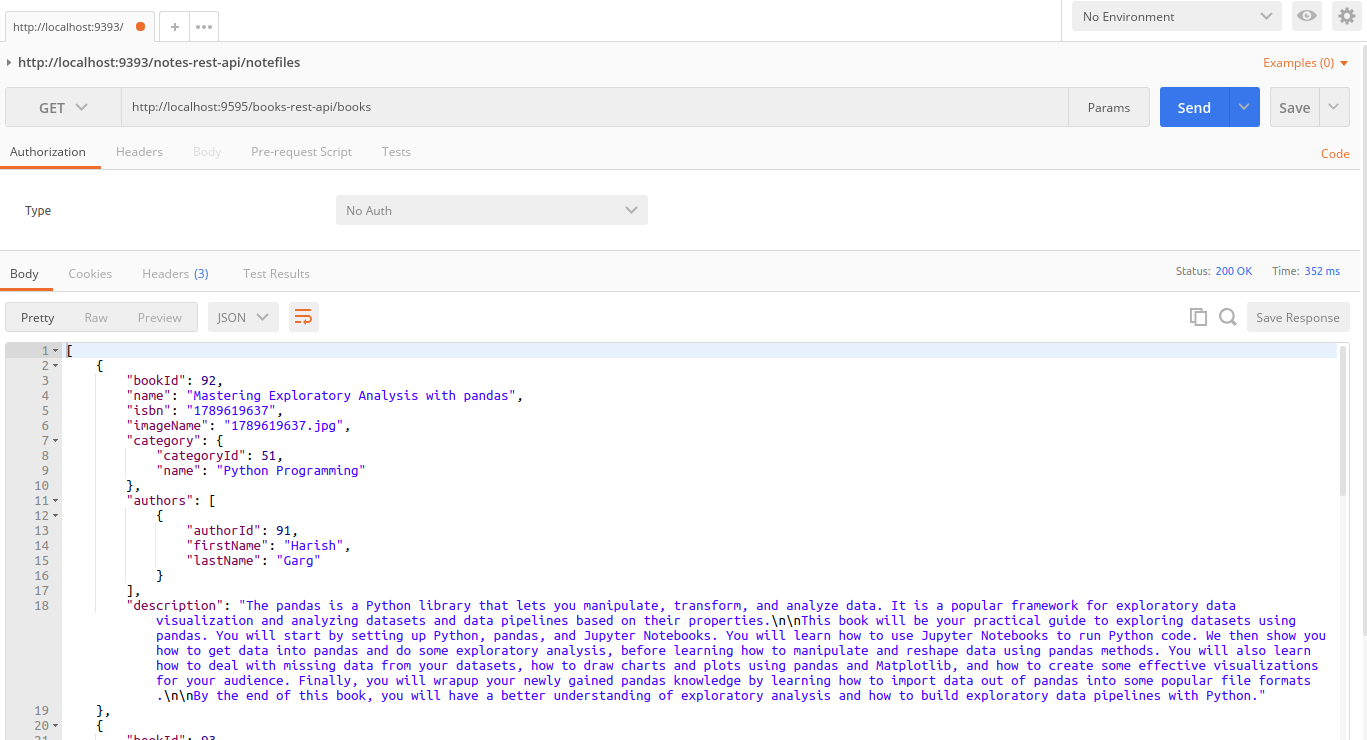 http://localhost:9393/
+
•••
No Environment
http://localhost:9393/notes-rest-api/notefiles
Examples (0)
GET
http://localhost:9595/books-rest-api/books
Params
Send
Save
Authorization Headers Body Pre-request Script Tests
Code
Type
No Auth
Body Cookies Headers (3) Test Results
Status: 200 OK Time: 352 ms
Pretty Raw Preview
JSON
Save Response
1 [
2 {
3 "bookId": 92,
4 "name": "Mastering Exploratory Analysis with pandas",
5 "isbn": "1789619637",
6 "imageName": "1789619637.jpg",
7 "category": {
8 "categoryId": 51,
9 "name": "Python Programming"
10 },
11 "authors": [
12 {
13 "authorId": 91,
14 "firstName": "Harish",
15 "lastName": "Garg"
16 }
17 ],
18 "description": "The pandas is a Python library that lets you manipulate, transform, and analyze data. It is a popular framework for exploratory data
visualization and analyzing datasets and data pipelines based on their properties.\n\nThis book will be your practical guide to exploring datasets using
pandas. You will start by setting up Python, pandas, and Jupyter Notebooks. You will learn how to use Jupyter Notebooks to run Python code. We then show you
how to get data into pandas and do some exploratory analysis, before learning how to manipulate and reshape data using pandas methods. You will also learn
how to deal with missing data from your datasets, how to draw charts and plots using pandas and Matplotlib, and how to create some effective visualizations
for your audience. Finally, you will wrapup your newly gained pandas knowledge by learning how to import data out of pandas into some popular file formats
.\n\nBy the end of this book, you will have a better understanding of exploratory analysis and how to build exploratory data pipelines with Python."
19 },
20 {
21 "bookId": 93,